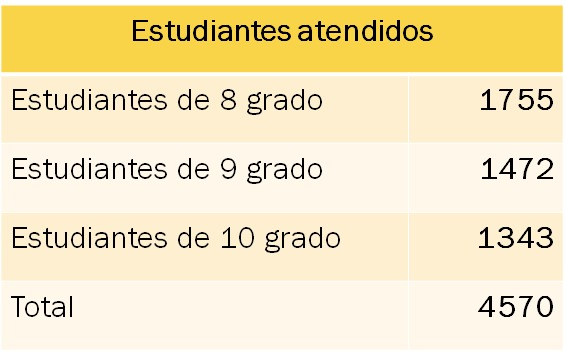 Estudiantes atendidos
Estudiantes de 8 grado 1755
Estudiantes de 9 grado 1472
Estudiantes de 10 grado 1343
Total 4570